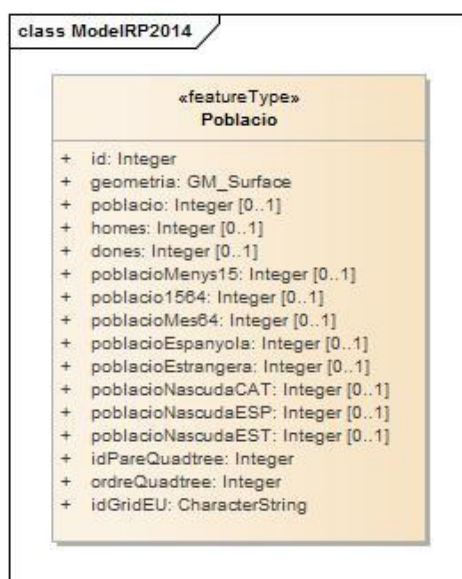 class ModelRP2014
«featureType»
Poblacio
+ id: Integer
+ geometria: GM_Surface
+ poblacio: Integer [0..1]
+ homes: Integer [0..1]
+ dones: Integer [0..1]
+ poblacioMenys15: Integer [0..1]
+ poblacio1564: Integer [0..1]
+ poblacioMes64: Integer [0..1]
+ poblacioEspanyola: Integer [0..1]
+ poblacioEstrangera: Integer [0..1]
+ poblacioNascudaCAT: Integer [0..1]
+ poblacioNascudaESP: Integer [0..1]
+ poblacioNascudaEST: Integer [0..1]
+ idPareQuadtree: Integer
+ ordreQuadtree: Integer
+ idGridEU: CharacterString